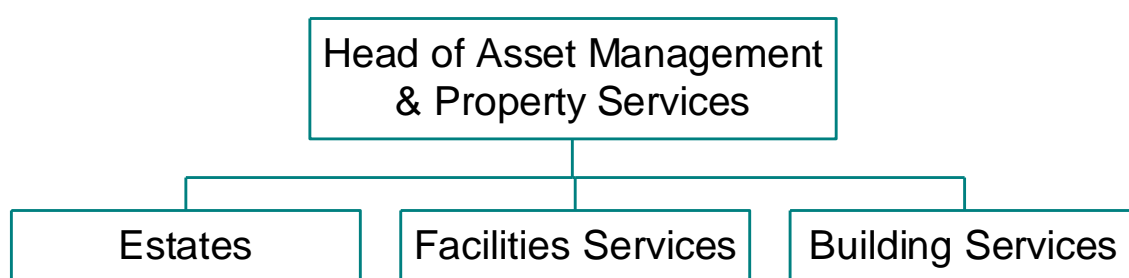 Head of Asset Management
& Property Services
Estates
Facilities Services
Building Services